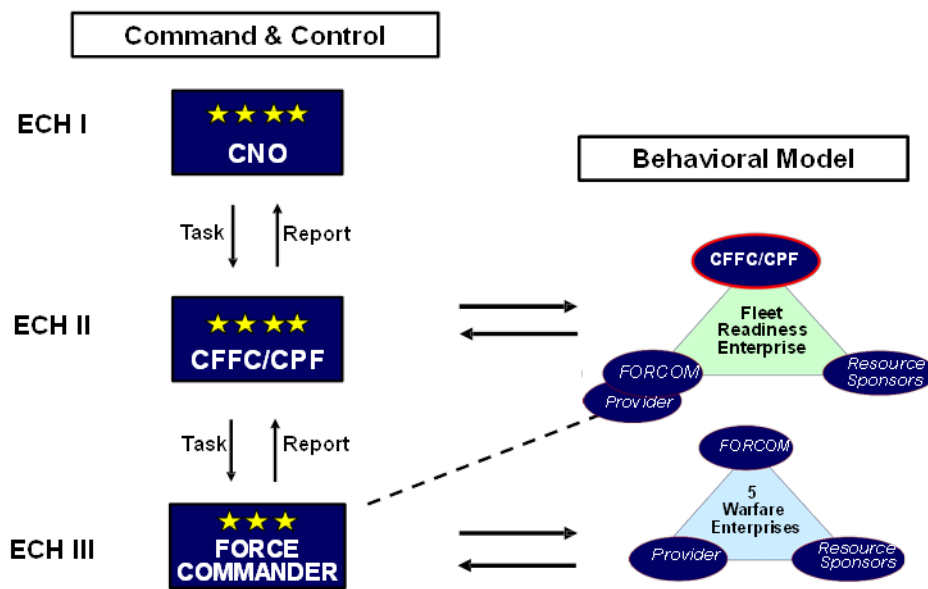 Command & Control
ECH I
CNO
Behavioral Model
Task
Report
CFFC/CPF
ECH II
CFFC/CPF
Fleet
Readiness
Enterprise
FORCOM
Provider
Resource
Sponsors
Task
Report
FORCOM
ECH III
FORCE
COMMANDER
5
Warfare
Enterprises
Provider
Resource
Sponsors